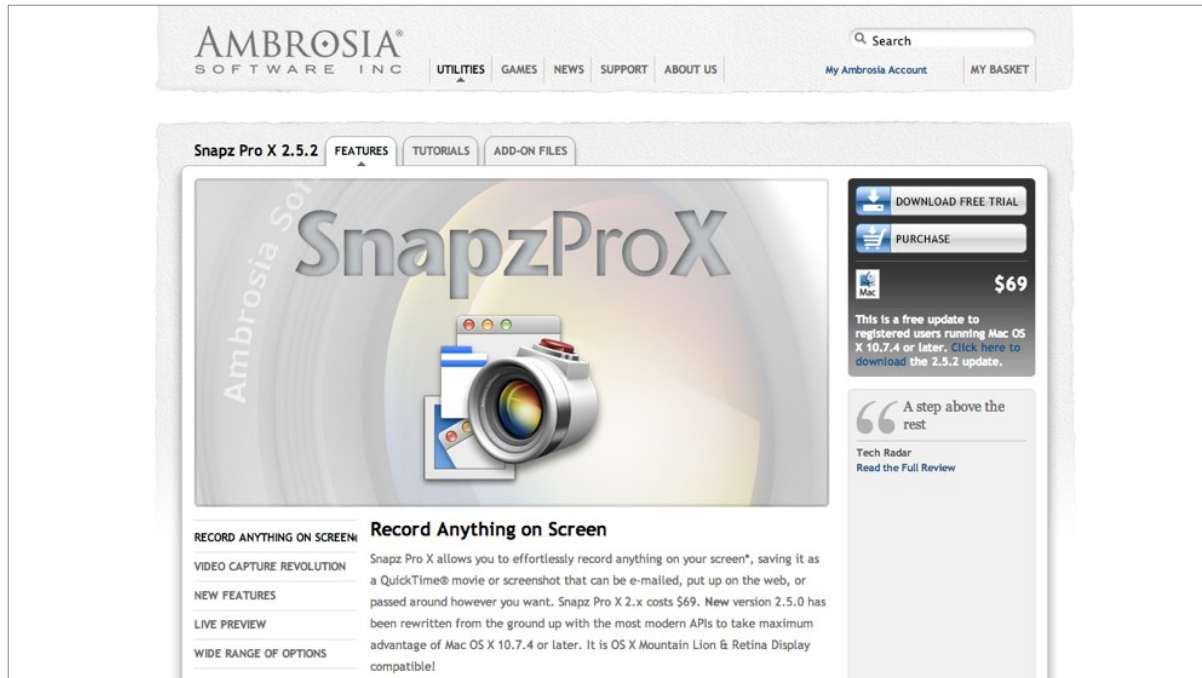 AMBROSIA®
SOFTWARE INC
UTILITIES GAMES NEWS SUPPORT ABOUT US
Search
My Ambrosia Account
MY BASKET
Snapz Pro X 2.5.2 FEATURES TUTORIALS ADD-ON FILES
Ambrosia Sof
SnapzProX
DOWNLOAD FREE TRIAL
PURCHASE
Mac
$69
This is a free update to
registered users running Mac OS
X 10.7.4 or later. Click here to
download the 2.5.2 update.
A step above the
rest
Tech Radar
Read the Full Review
RECORD ANYTHING ON SCREEN
VIDEO CAPTURE REVOLUTION
NEW FEATURES
LIVE PREVIEW
WIDE RANGE OF OPTIONS
Record Anything on Screen
Snapz Pro X allows you to effortlessly record anything on your screen*, saving it as
a QuickTime® movie or screenshot that can be e-mailed, put up on the web, or
passed around however you want. Snapz Pro X 2.x costs $69. New version 2.5.0 has
been rewritten from the ground up with the most modern APIs to take maximum
advantage of Mac OS X 10.7.4 or later. It is OS X Mountain Lion & Retina Display
compatible!